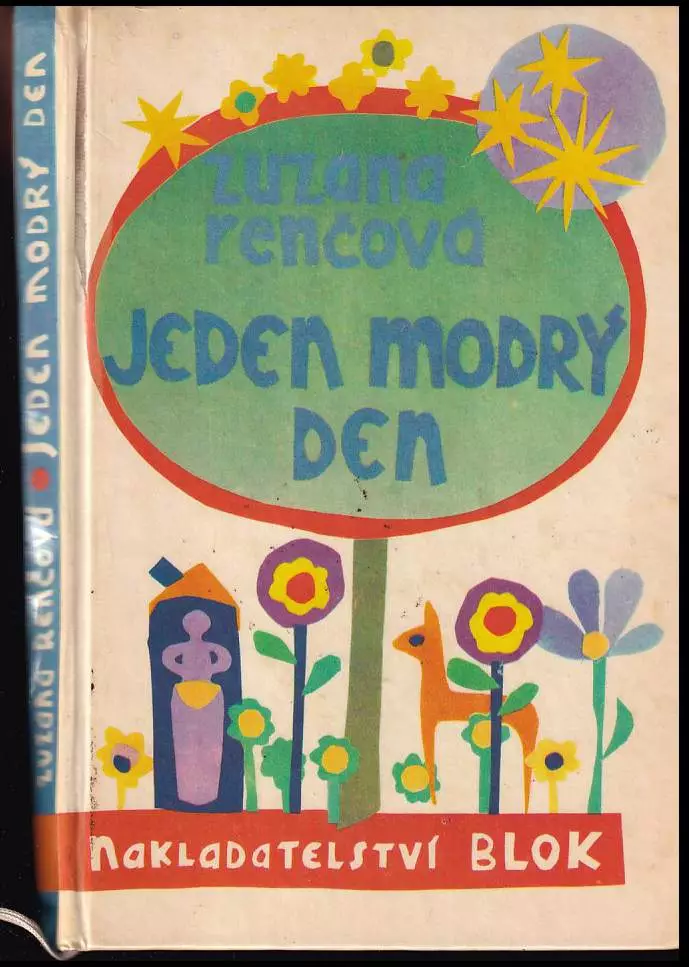 zuzana
renčová
JEDEN MODRÝ
DEN
nakladatelství BLOK
zuzana renčová • JEDEN MODRÝ DEN